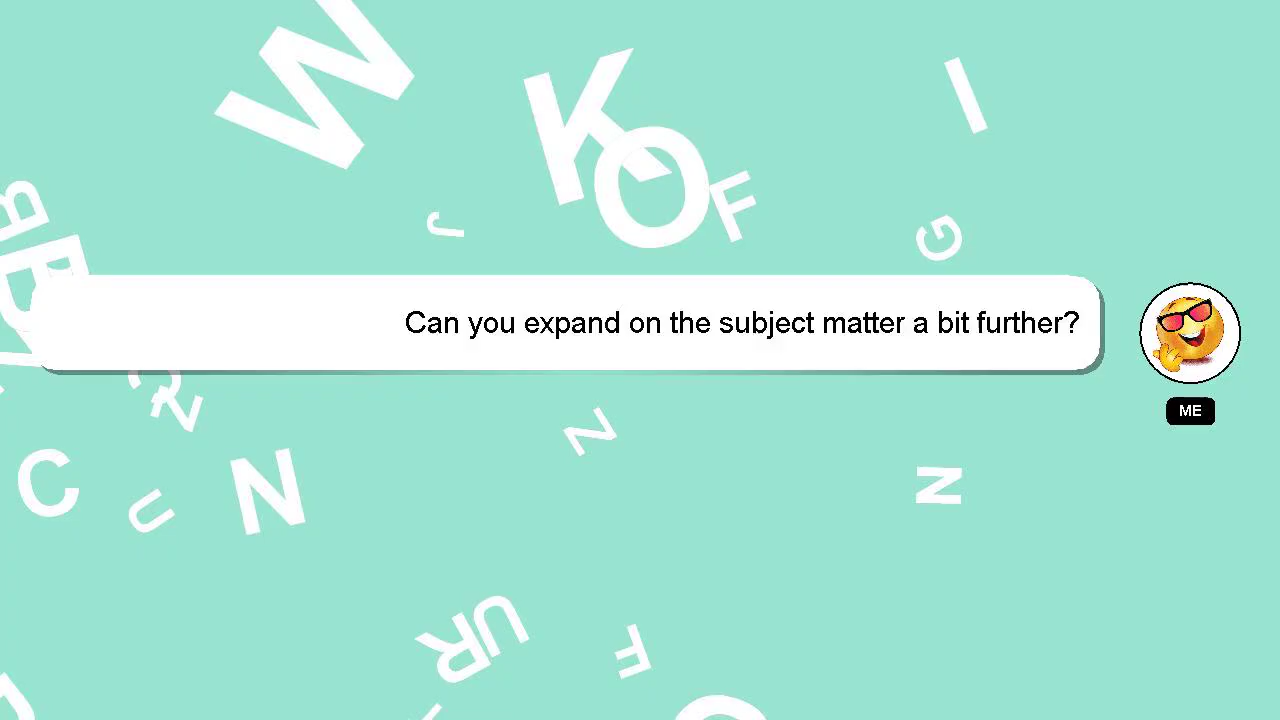 W
K
O
F
I
J
G
Can you expand on the subject matter a bit further?
ME
Z
N
Z
C
U
N
U
R
F